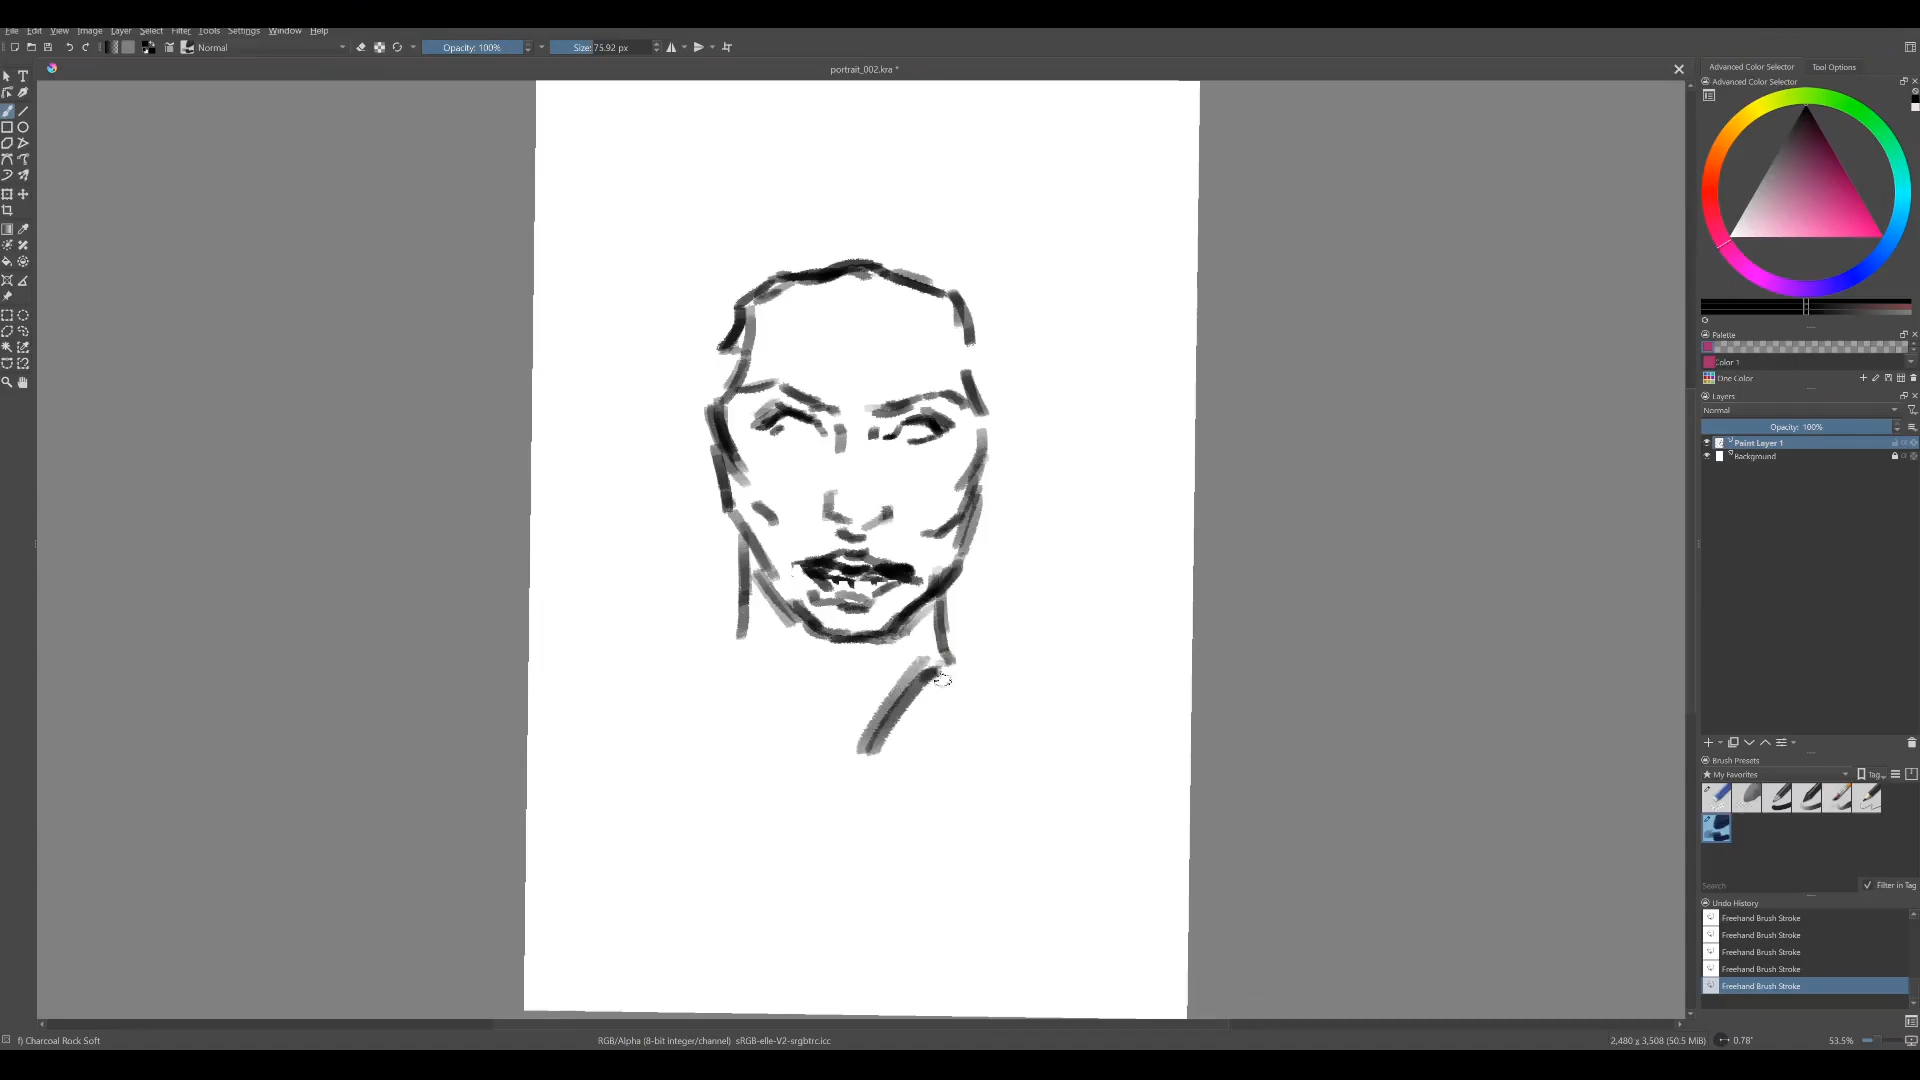 File Edit View Image Layer Select Filter Tools Settings Window Help
Normal Opacity: 100% Size: 75.92 px
portrait_002.kra *
Advanced Color Selector Tool Options
Advanced Color Selector
Palette
Color 1
One Color
Layers
Normal
Opacity: 100%
Paint Layer 1
Background
Brush Presets
★ My Favorites Tag
Search ✓ Filter in Tag
Undo History
Freehand Brush Stroke
Freehand Brush Stroke
Freehand Brush Stroke
Freehand Brush Stroke
Freehand Brush Stroke
f) Charcoal Rock Soft RGB/Alpha (8-bit integer/channel) sRGB-elle-V2-srgbtrc.icc 2,480 x 3,508 (50.5 MiB) 0.78° 53.5%